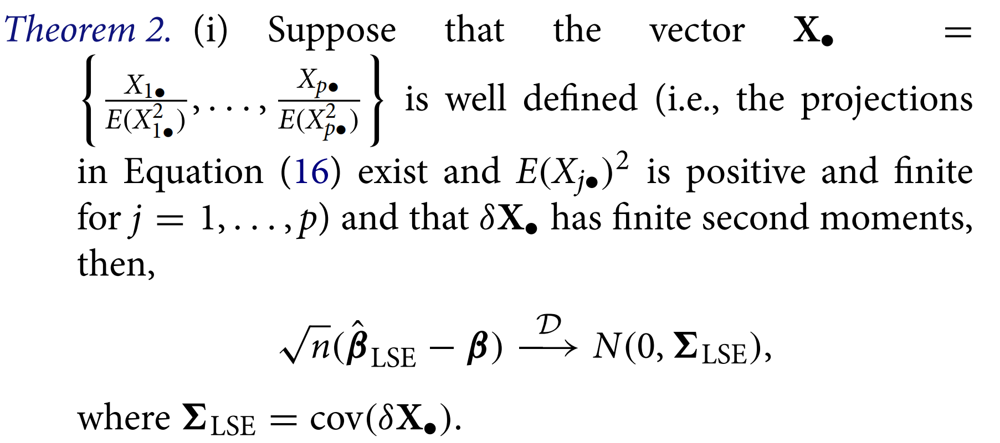 Theorem 2. (i) Suppose that the vector $\mathbf{X}_{\bullet}$ =
$\left\{ \frac{X_{1\bullet}}{E(X_{1\bullet}^2)}, \ldots, \frac{X_{p\bullet}}{E(X_{p\bullet}^2)} \right\}$ is well defined (i.e., the projections
in Equation (16) exist and $E(X_{j\bullet})^2$ is positive and finite
for $j = 1, \ldots, p$) and that $\delta\mathbf{X}_{\bullet}$ has finite second moments,
then,
$\sqrt{n}(\hat{\boldsymbol{\beta}}_{\mathrm{LSE}} - \boldsymbol{\beta}) \xrightarrow{\mathcal{D}} N(0, \boldsymbol{\Sigma}_{\mathrm{LSE}}),$
where $\boldsymbol{\Sigma}_{\mathrm{LSE}} = \mathrm{cov}(\delta\mathbf{X}_{\bullet}).$